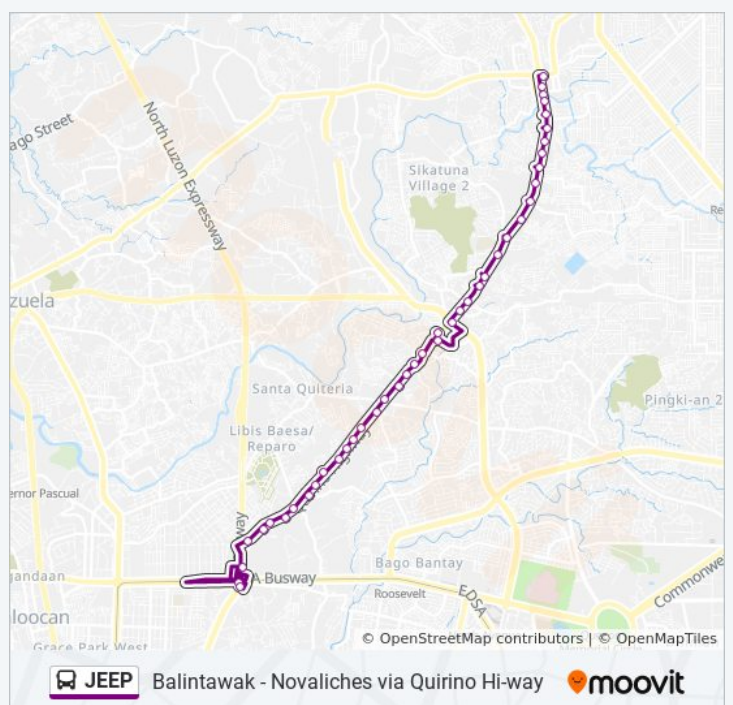 ago Street
North Luzon Expressway
Sikatuna
Village 2
Re
zuela
Santa Quiteria
Pingki-an 2
Libis Baesa/
Reparo
ernor Pascual
way
gandaan
A Busway
Bago Bantay
Roosevelt
EDSA
Commonwe
loocan
Grace Park West
© OpenStreetMap contributors | © OpenMapTiles
JEEP
Balintawak - Novaliches via Quirino Hi-way
moovit